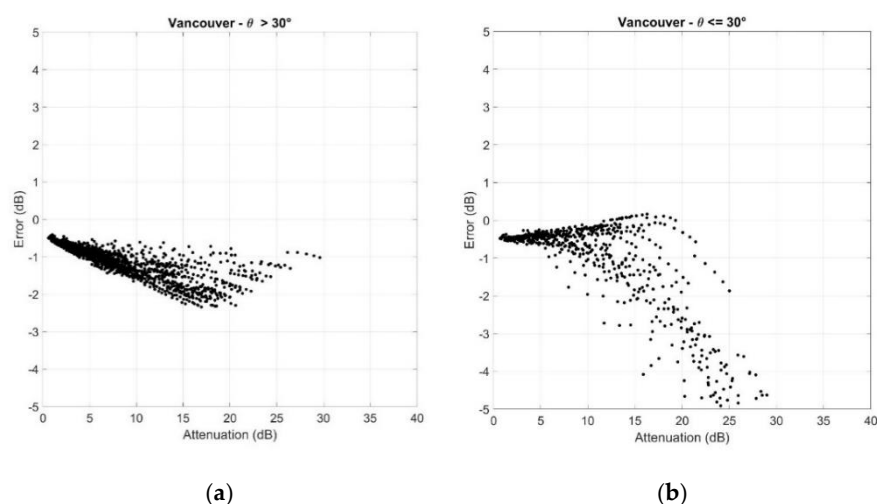 Vancouver - θ > 30°
5
4
3
2
1
0
-1
-2
-3
-4
-5
Error (dB)
0 5 10 15 20 25 30 35 40
Attenuation (dB)
(a)
Vancouver - θ <= 30°
5
4
3
2
1
0
-1
-2
-3
-4
-5
Error (dB)
0 5 10 15 20 25 30 35 40
Attenuation (dB)
(b)